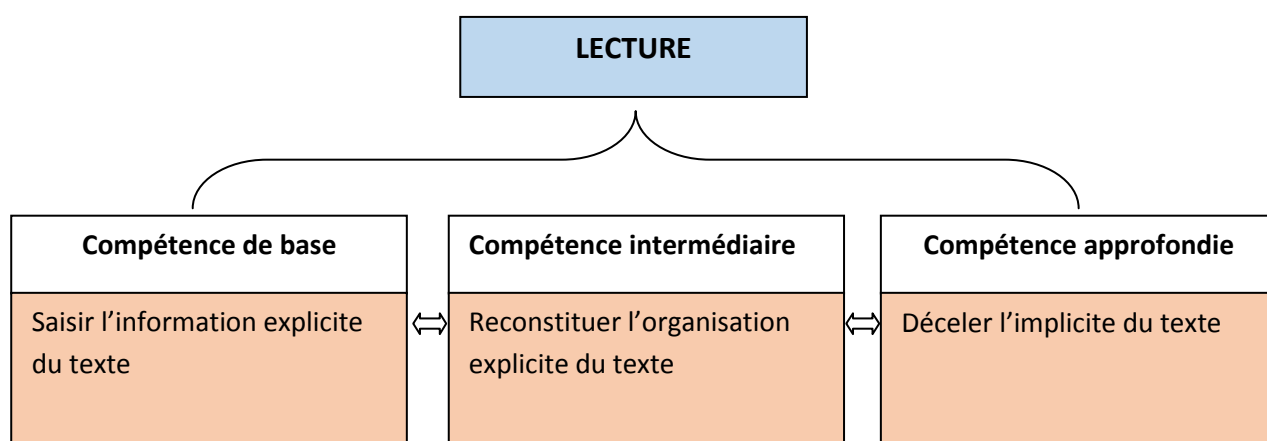 LECTURE
Compétence de base
Compétence intermédiaire
Compétence approfondie
Saisir l’information explicite
du texte
Reconstituer l’organisation
explicite du texte
Déceler l’implicite du texte